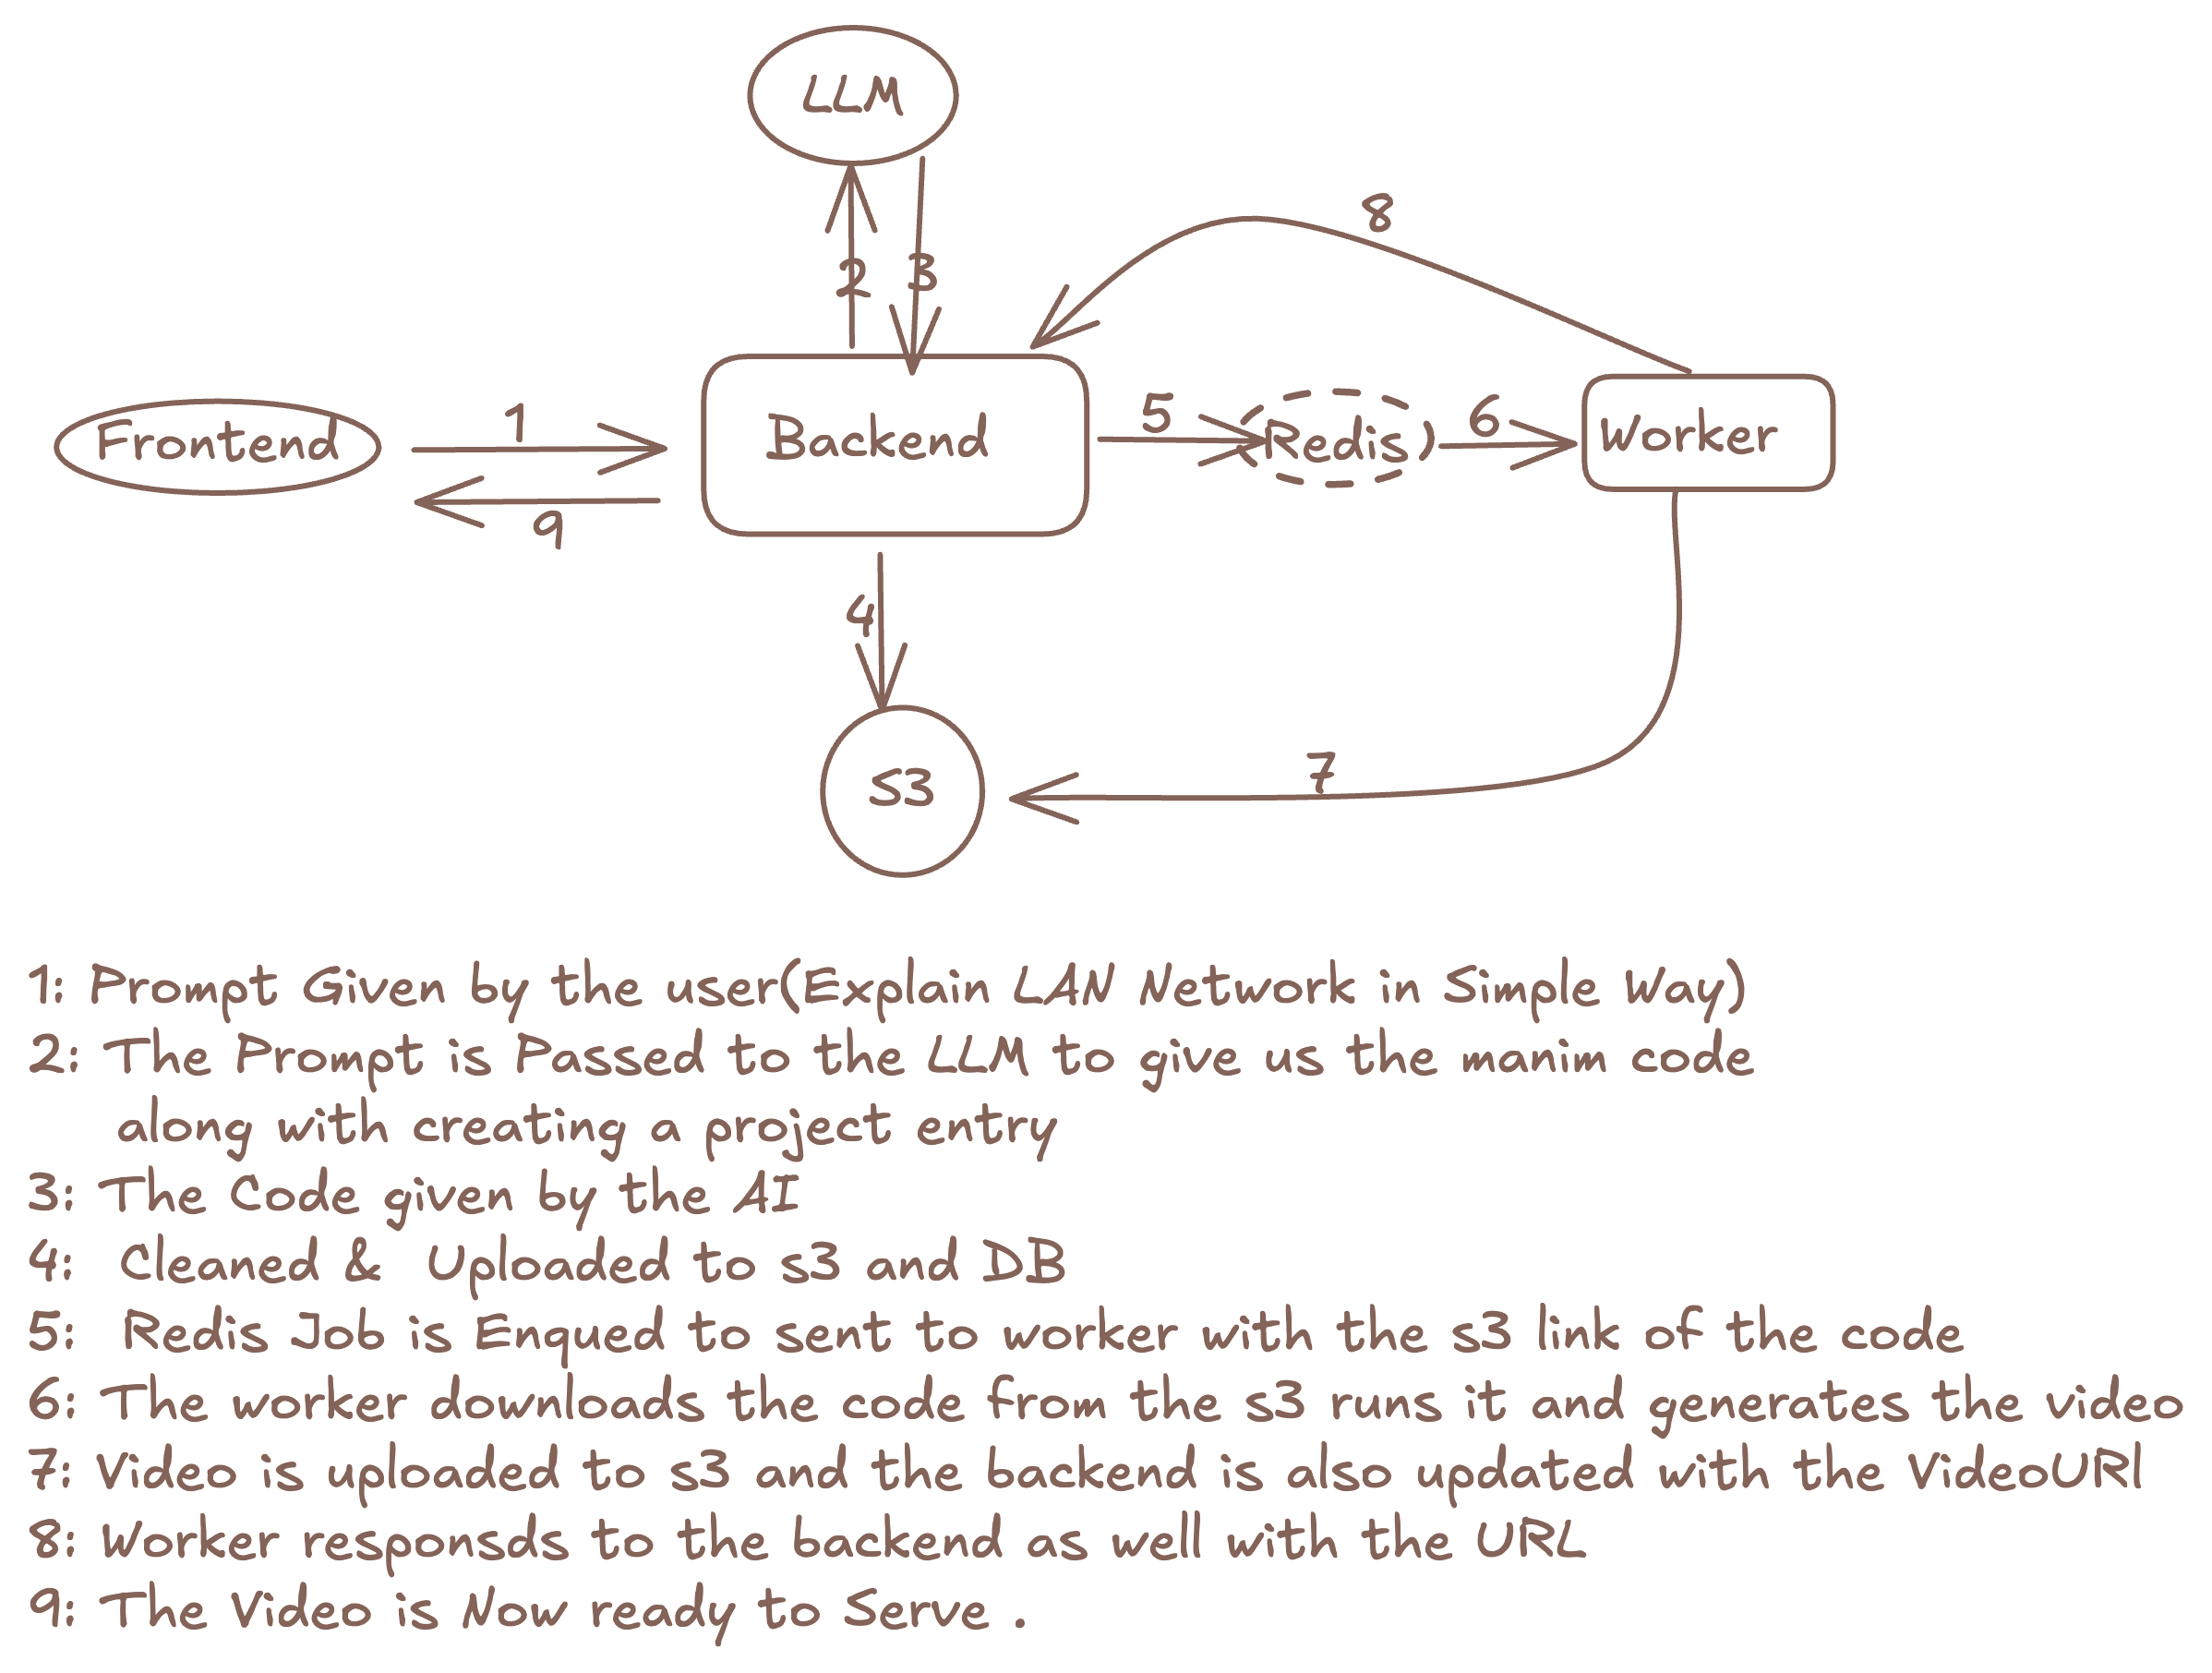 LLM
8
2 3
Frontend
1
Backend
5
Redis
6
Worker
9
4
S3
7
1: Prompt Given by the user(Explain LAN Network in Simple Way)
2: The Prompt is Passed to the LLM to give us the manim code
along with creating a project entry
3: The Code given by the AI
4: Cleaned & Uploaded to s3 and DB
5: Redis Job is Enqued to sent to worker with the s3 link of the code
6: The worker downloads the code from the s3 runs it and generates the video
7: Video is uploaded to s3 and the backend is also updated with the VideoURl
8: Worker responsds to the backend as well with the URL
9: The Video is Now ready to Serve.